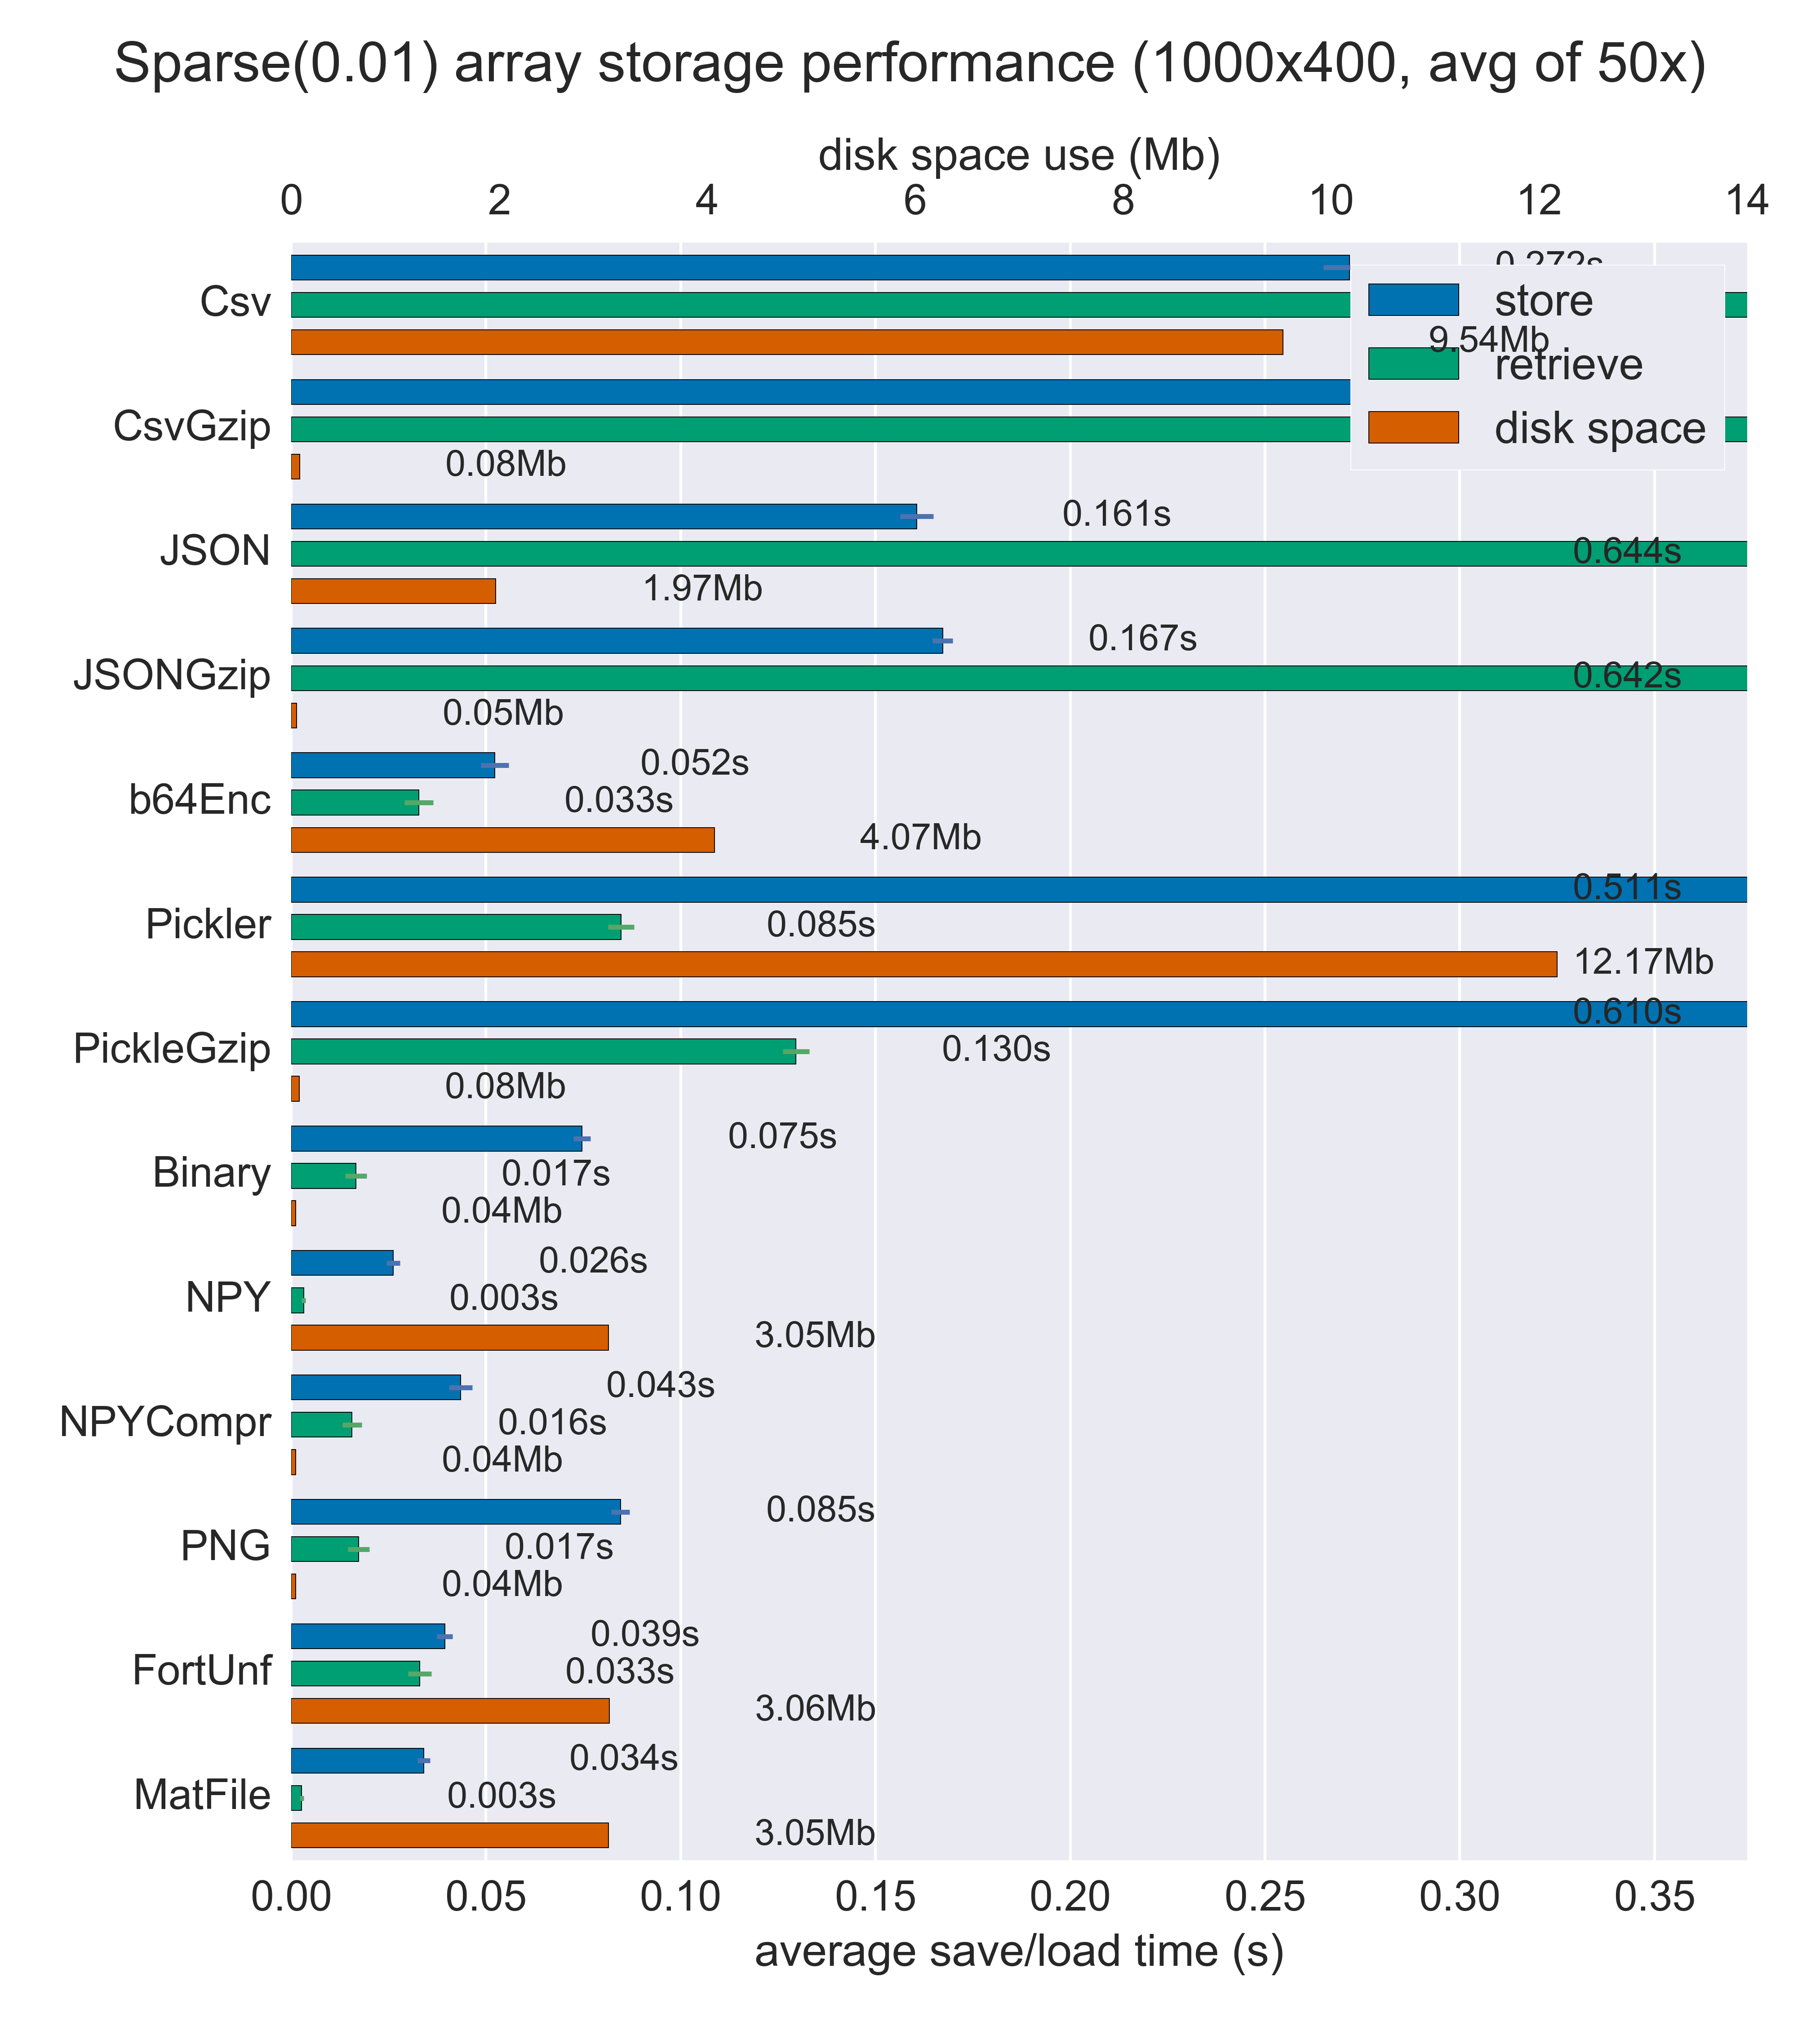 Sparse(0.01) array storage performance (1000x400, avg of 50x)
disk space use (Mb)
0 2 4 6 8 10 12 14
0.272s
Csv
store
9.54Mb
retrieve
CsvGzip
disk space
0.08Mb
0.161s
JSON
0.644s
1.97Mb
0.167s
JSONGzip
0.642s
0.05Mb
0.052s
b64Enc
0.033s
4.07Mb
0.511s
Pickler
0.085s
12.17Mb
0.610s
PickleGzip
0.130s
0.08Mb
0.075s
Binary
0.017s
0.04Mb
0.026s
NPY
0.003s
3.05Mb
0.043s
NPYCompr
0.016s
0.04Mb
0.085s
PNG
0.017s
0.04Mb
0.039s
FortUnf
0.033s
3.06Mb
0.034s
MatFile
0.003s
3.05Mb
0.00 0.05 0.10 0.15 0.20 0.25 0.30 0.35
average save/load time (s)